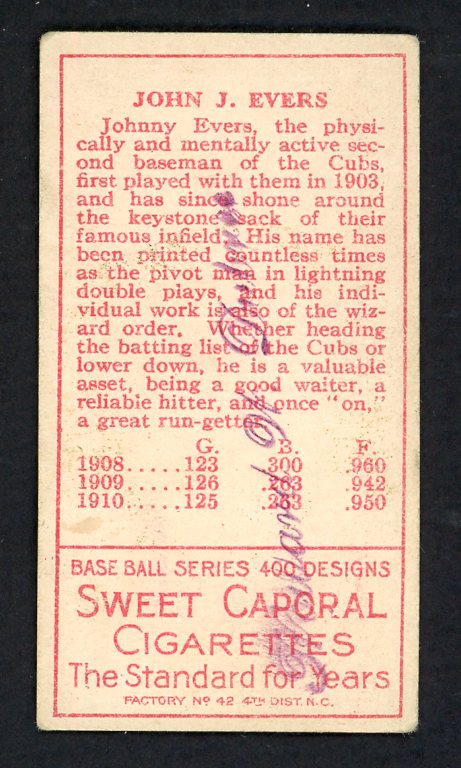 JOHN J. EVERS
Johnny Evers, the physi-
cally and mentally active sec-
ond baseman of the Cubs,
first played with them in 1903,
and has since shone around
the keystone sack of their
famous infield. His name has
been printed countless times
as the pivot man in lightning
double plays, and his indi-
vidual work is also of the wiz-
ard order. Whether heading
the batting list of the Cubs or
lower down, he is a valuable
asset, being a good waiter, a
reliable hitter, and once "on,"
a great run-getter.
G. B. F.
1908.....123 .300 .960
1909.....126 .263 .942
1910.....125 .263 .950
BASE BALL SERIES 400 DESIGNS
SWEET CAPORAL
CIGARETTES
The Standard for Years
FACTORY Nº 42 4TH DIST. N.C.